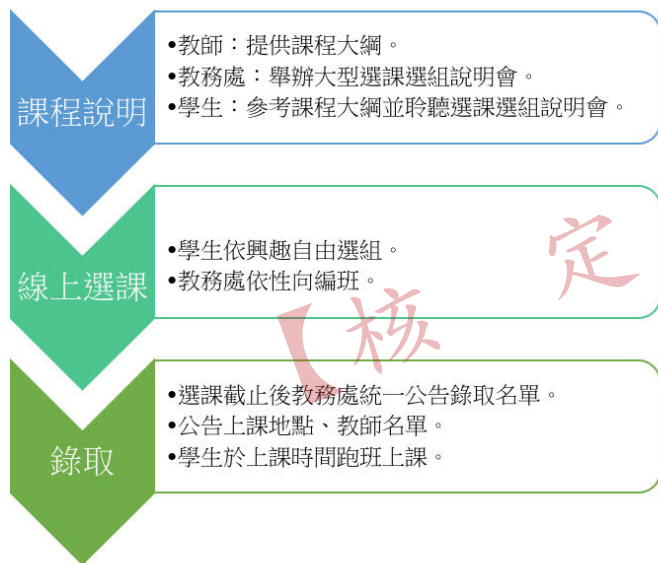 課程說明
•教師：提供課程大綱。
•教務處：舉辦大型選課選組說明會。
•學生：參考課程大綱並聆聽選課選組說明會。
線上選課
•學生依興趣自由選組。
•教務處依性向編班。
【核定
錄取
•選課截止後教務處統一公告錄取名單。
•公告上課地點、教師名單。
•學生於上課時間跑班上課。